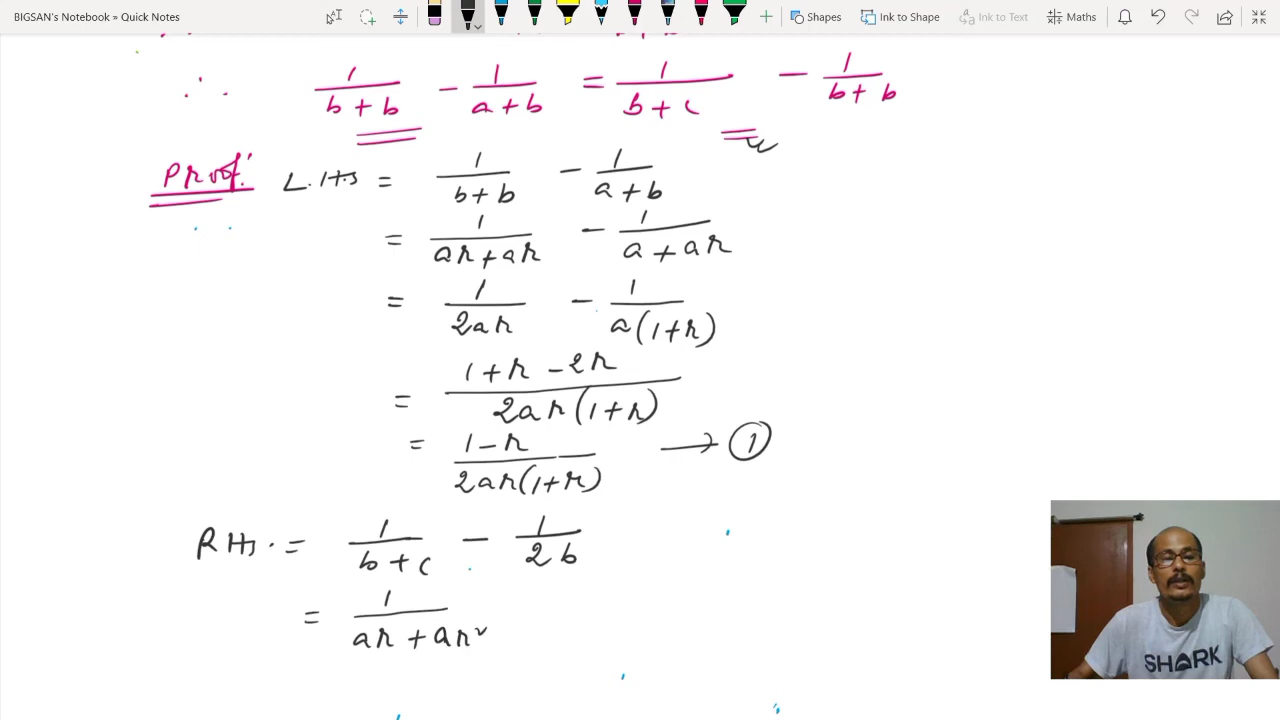 BIGSAN's Notebook » Quick Notes
Shapes Ink to Shape Ink to Text Maths
∴ 1/(b+b) - 1/(a+b) = 1/(b+c) - 1/(b+b)
Proof: L.H.S = 1/(b+b) - 1/(a+b)
= 1/(ar+ar) - 1/(a+ar)
= 1/(2ar) - 1/(a(1+r))
= (1+r-2r)/(2ar(1+r))
= (1-r)/(2ar(1+r)) → ①
RHS. = 1/(b+c) - 1/(2b)
= 1/(ar+ar²)
SHARK